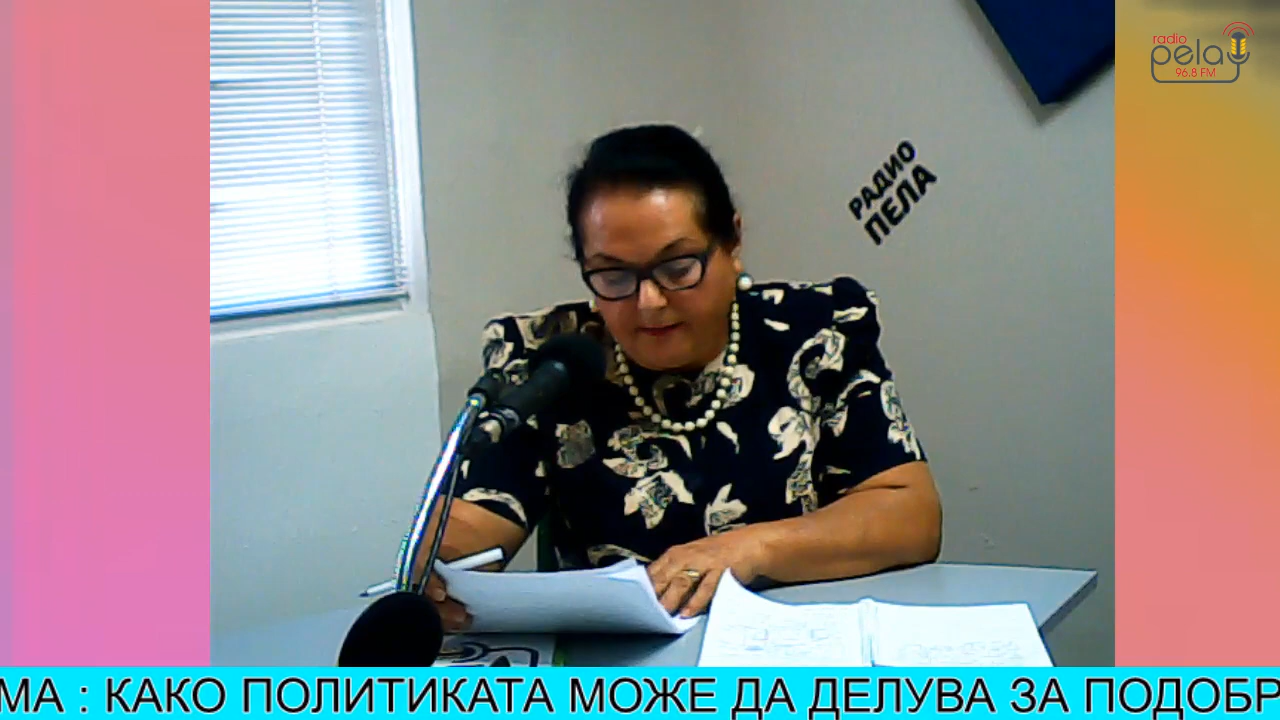 radio
pela
96.8 FM
РАДИО
ПЕЛА
МА : КАКО ПОЛИТИКАТА МОЖЕ ДА ДЕЛУВА ЗА ПОДОБР